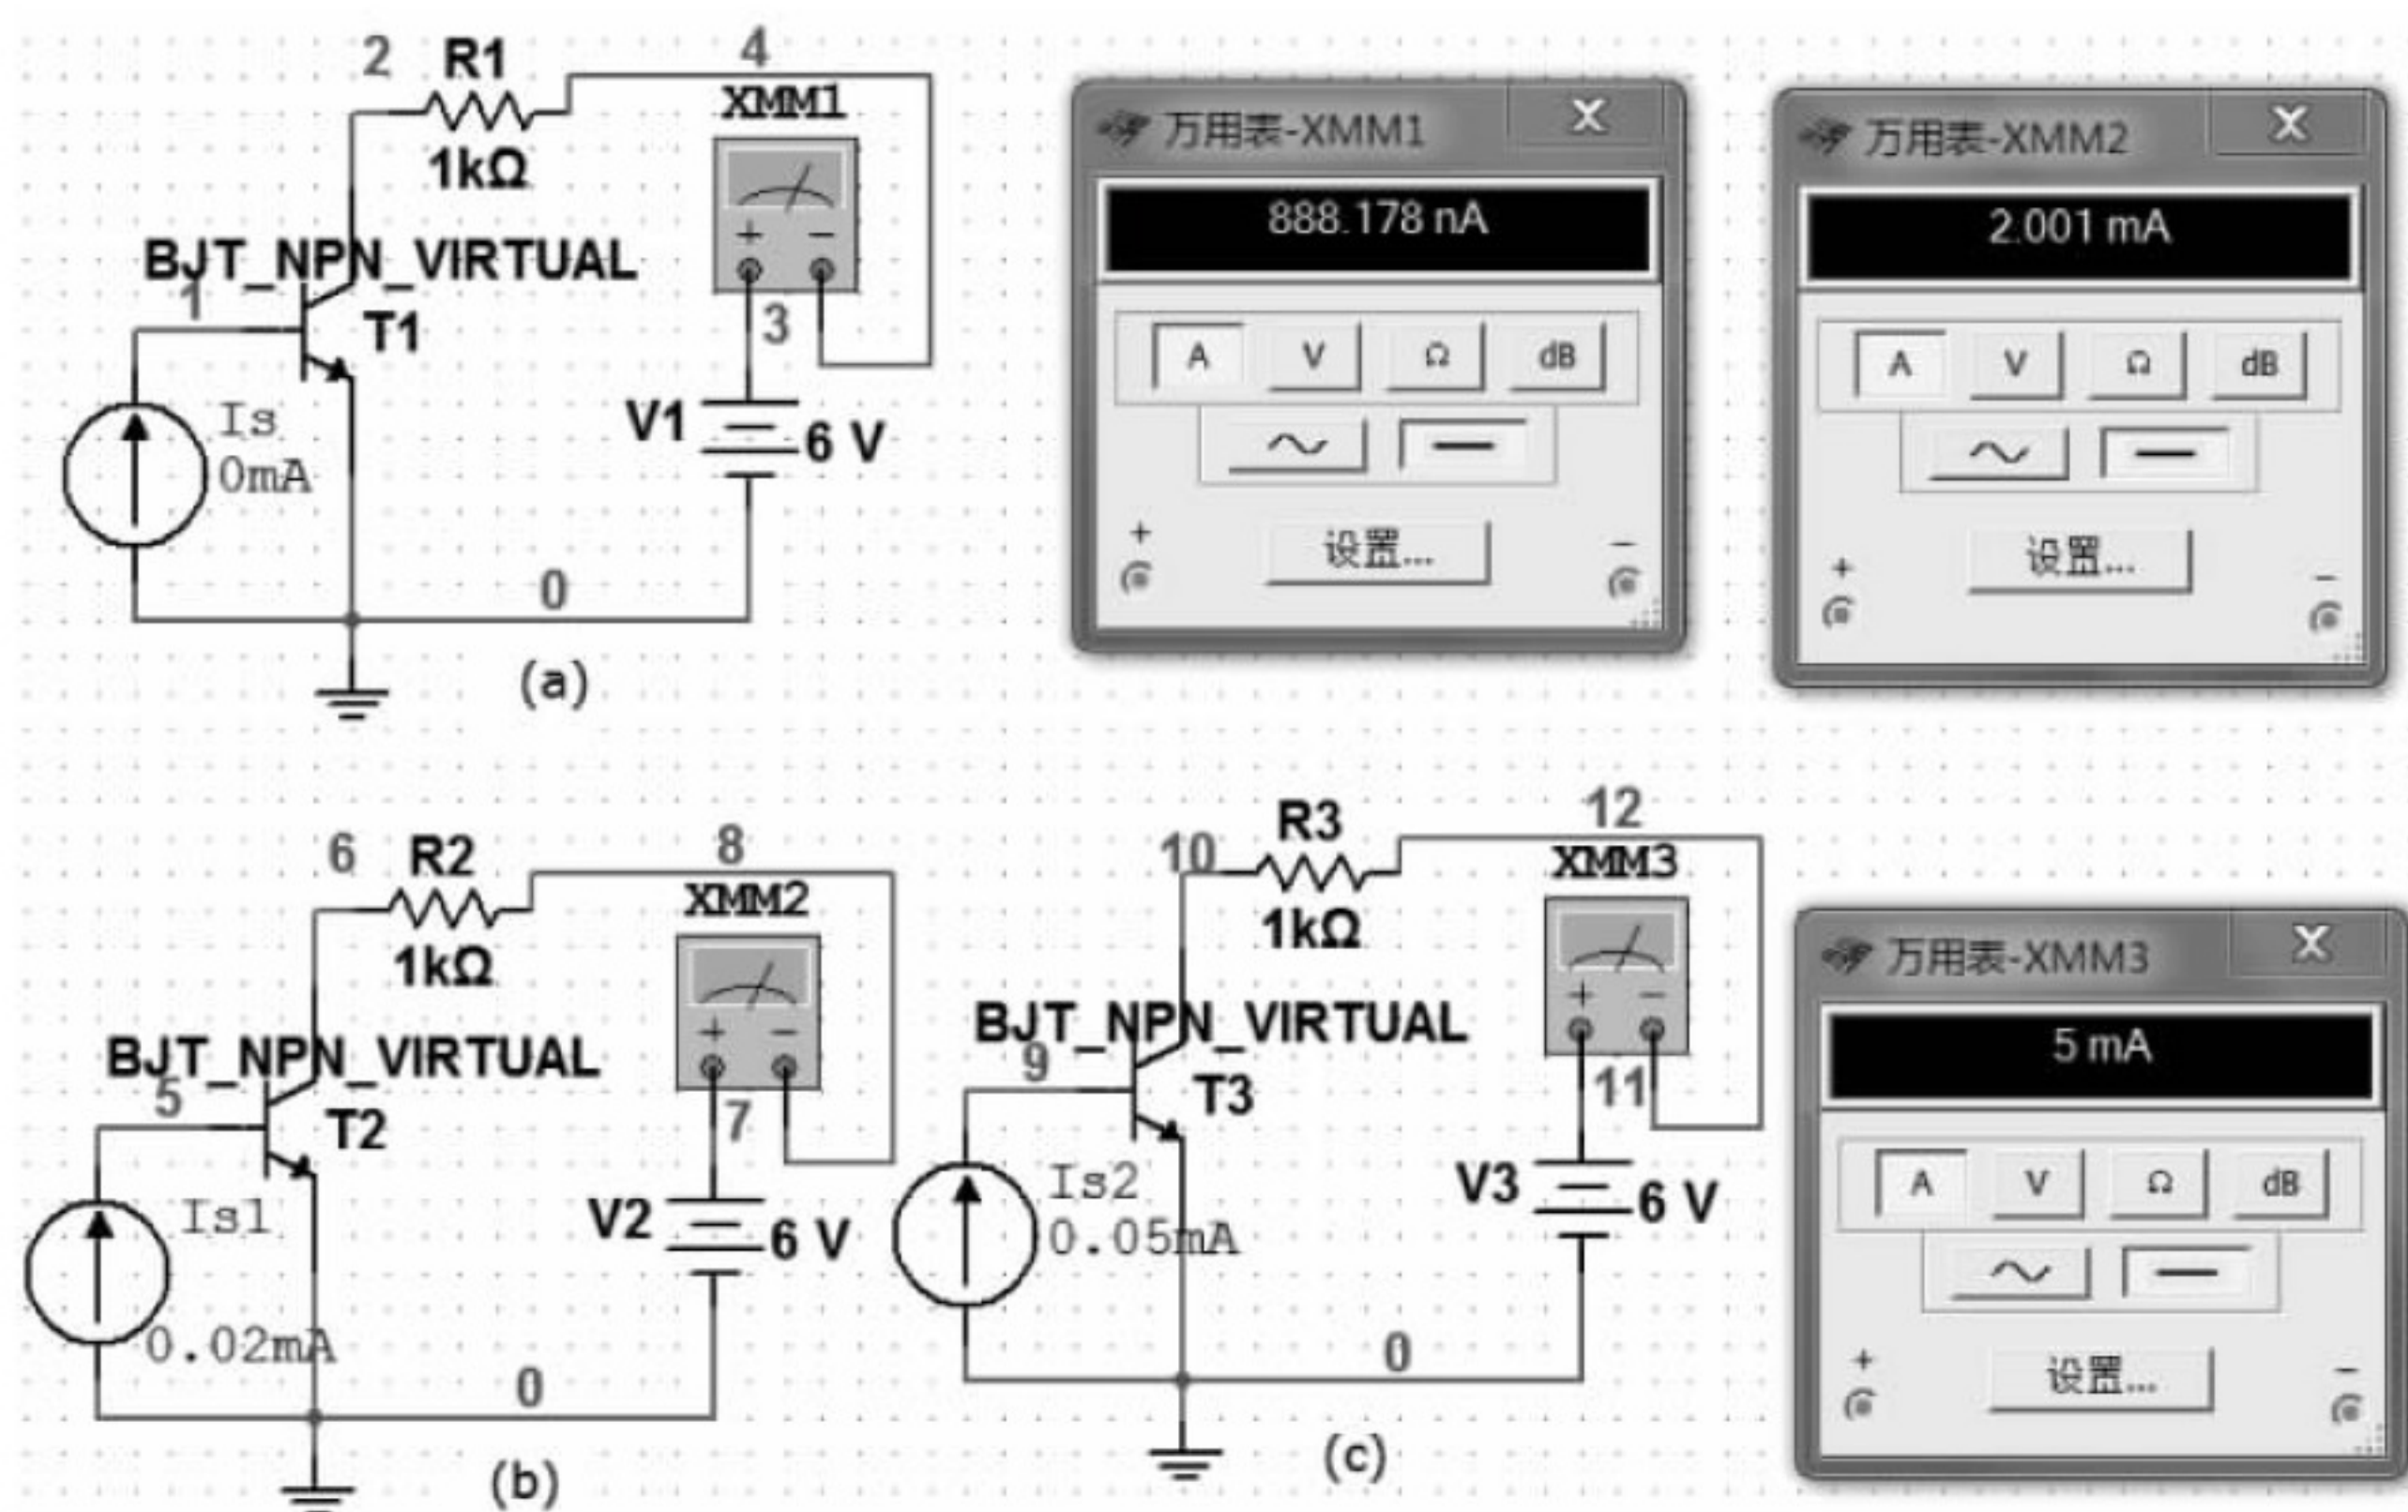 2 R1 4
XMM1
1kΩ
BJT_NPN_VIRTUAL
1
T1
+ −
3
Is
0mA
V1
6 V
0
(a)
万用表-XMM1 X
888.178 nA
A V Ω dB
+ −
设置...
万用表-XMM2 X
2.001 mA
A V Ω dB
+ −
设置...
6 R2 8
XMM2
1kΩ
BJT_NPN_VIRTUAL
5
T2
+ −
7
Is1
0.02mA
V2
6 V
0
(b)
10 R3 12
XMM3
1kΩ
BJT_NPN_VIRTUAL
9
T3
+ −
11
Is2
0.05mA
V3
6 V
0
(c)
万用表-XMM3 X
5 mA
A V Ω dB
+ −
设置...